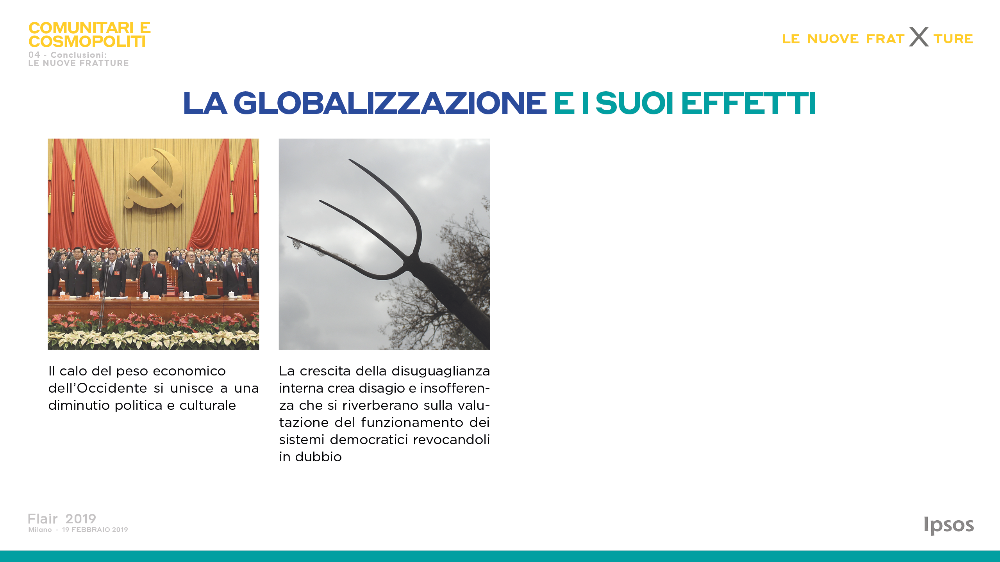 COMUNITARI E
COSMOPOLITI
04 - Conclusioni:
LE NUOVE FRATTURE
LE NUOVE FRAT X TURE
LA GLOBALIZZAZIONE E I SUOI EFFETTI
Il calo del peso economico
dell’Occidente si unisce a una
diminutio politica e culturale
La crescita della disuguaglianza
interna crea disagio e insofferen-
za che si riverberano sulla valu-
tazione del funzionamento dei
sistemi democratici revocandoli
in dubbio
Flair 2019
Milano - 19 FEBBRAIO 2019
Ipsos